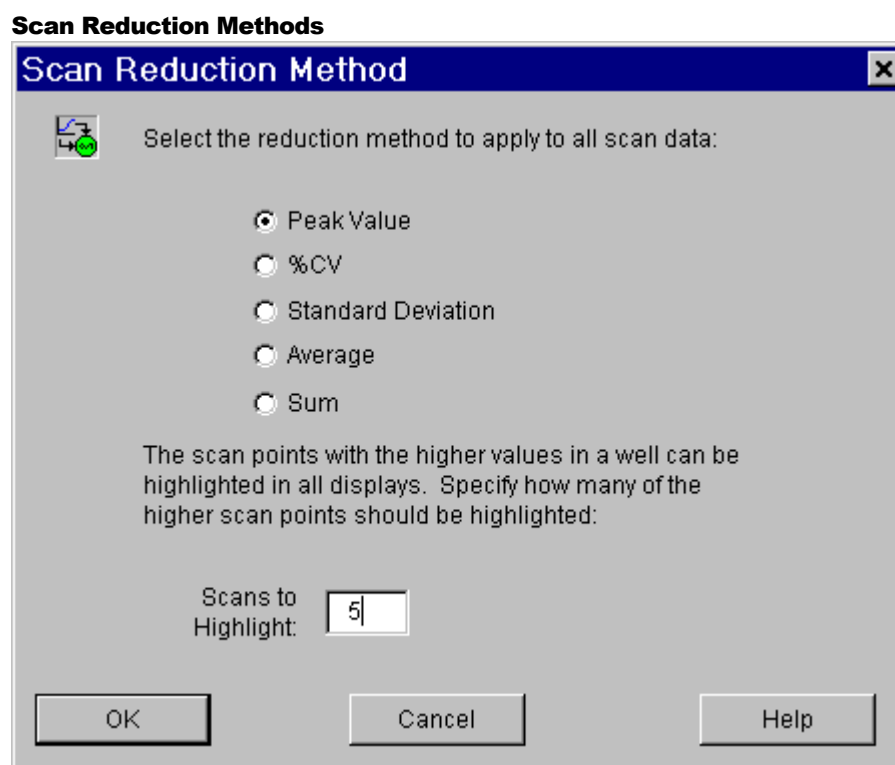 Scan Reduction Methods
Scan Reduction Method
Select the reduction method to apply to all scan data:
Peak Value
%CV
Standard Deviation
Average
Sum
The scan points with the higher values in a well can be
highlighted in all displays. Specify how many of the
higher scan points should be highlighted:
Scans to
Highlight:
5
OK
Cancel
Help